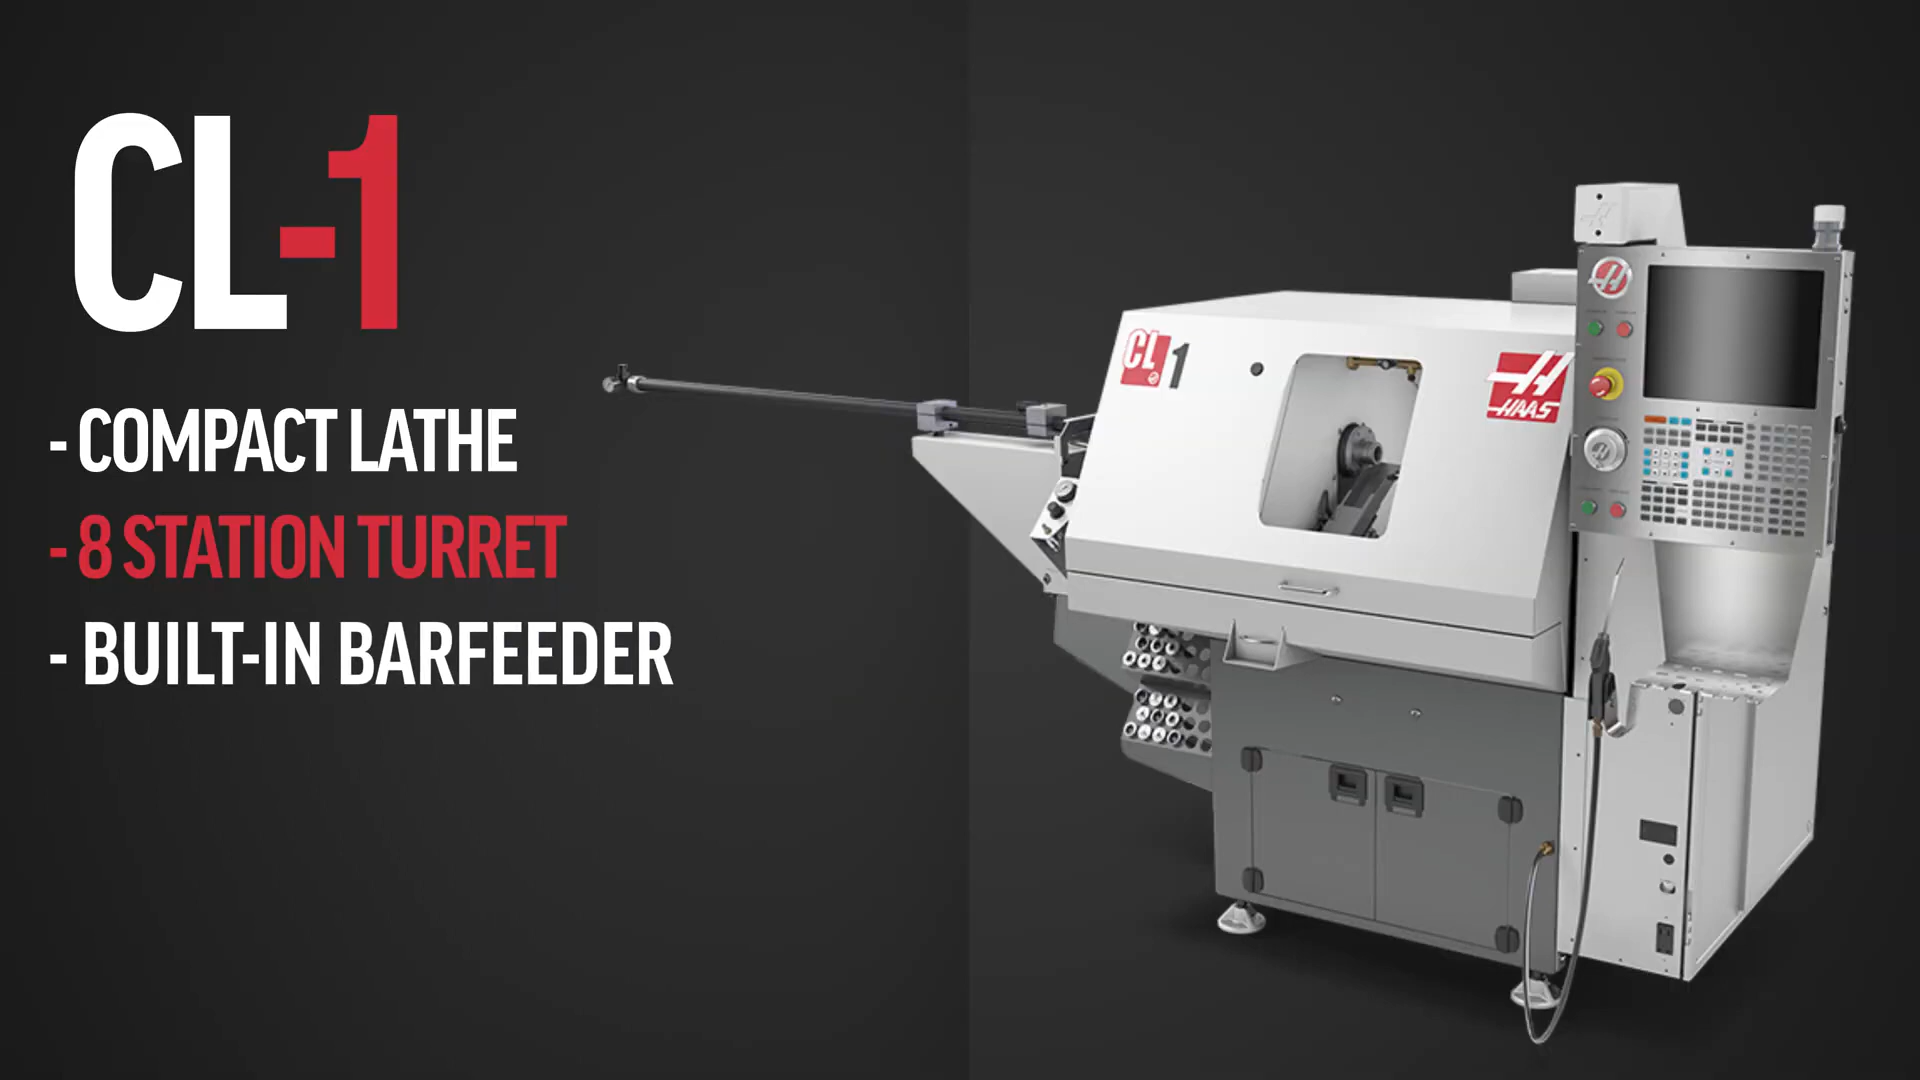 CL-1
- COMPACT LATHE
- 8 STATION TURRET
- BUILT-IN BARFEEDER
CL 1
HAAS